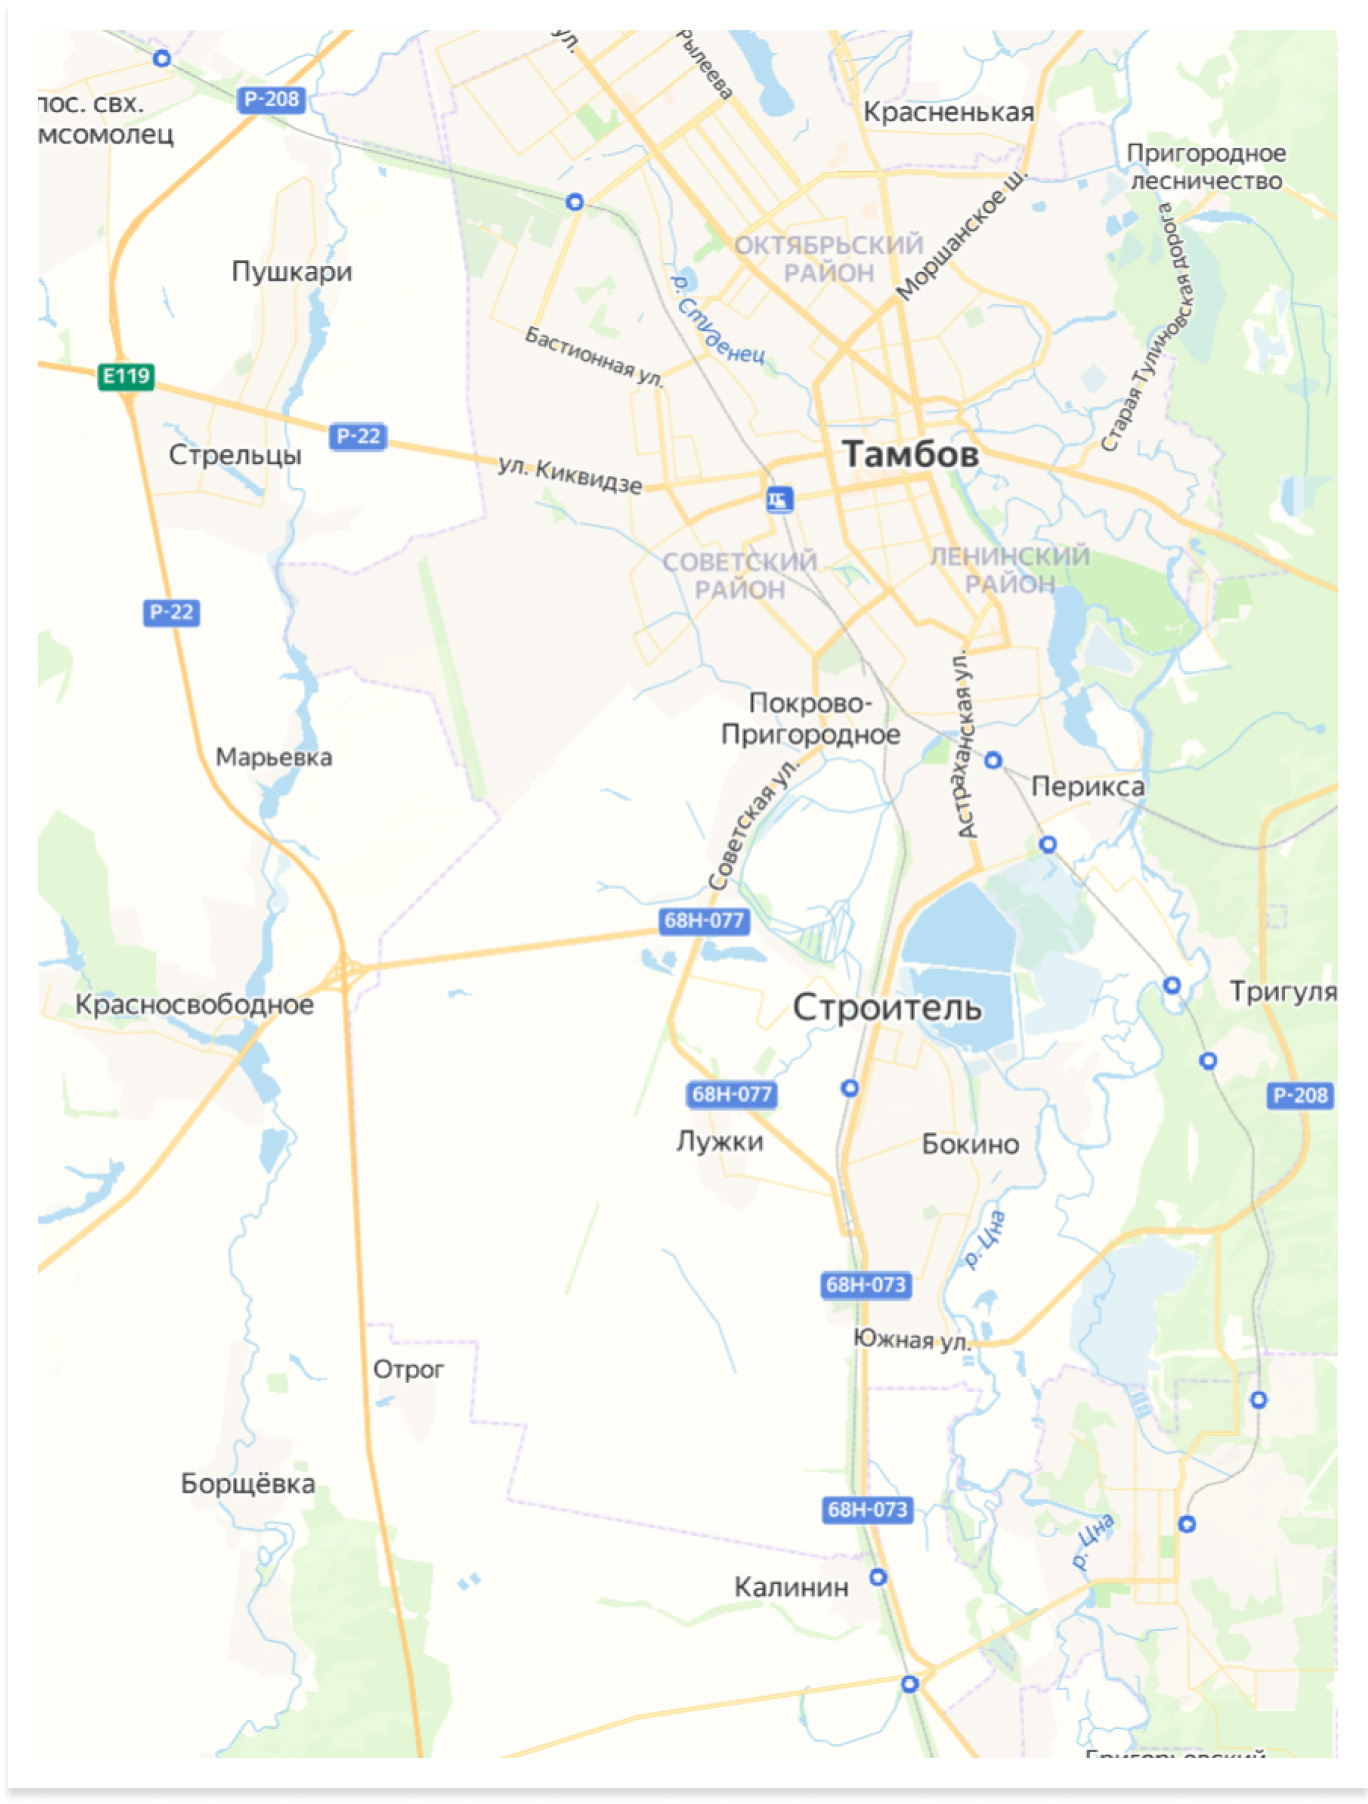 ул.
Рылеева
Р-208
пос. свх.
мсомолец
Красненькая
Пригородное
лесничество
Моршанское ш.
ОКТЯБРЬСКИЙ
РАЙОН
Пушкари
р. Студенец
Старая Тулиновская дорога
Бастионная ул.
Е119
Р-22
Стрельцы
ул. Киквидзе
Тамбов
СОВЕТСКИЙ
РАЙОН
ЛЕНИНСКИЙ
РАЙОН
Р-22
Астраханская ул.
Покрово-
Пригородное
Марьевка
Перикса
Советская ул.
68Н-077
Красносвободное
Строитель
Тригуля
68Н-077
Р-208
Лужки
Бокино
р. Цна
68Н-073
Южная ул.
Отрог
Борщёвка
68Н-073
р. Цна
Калинин
Григорьевский